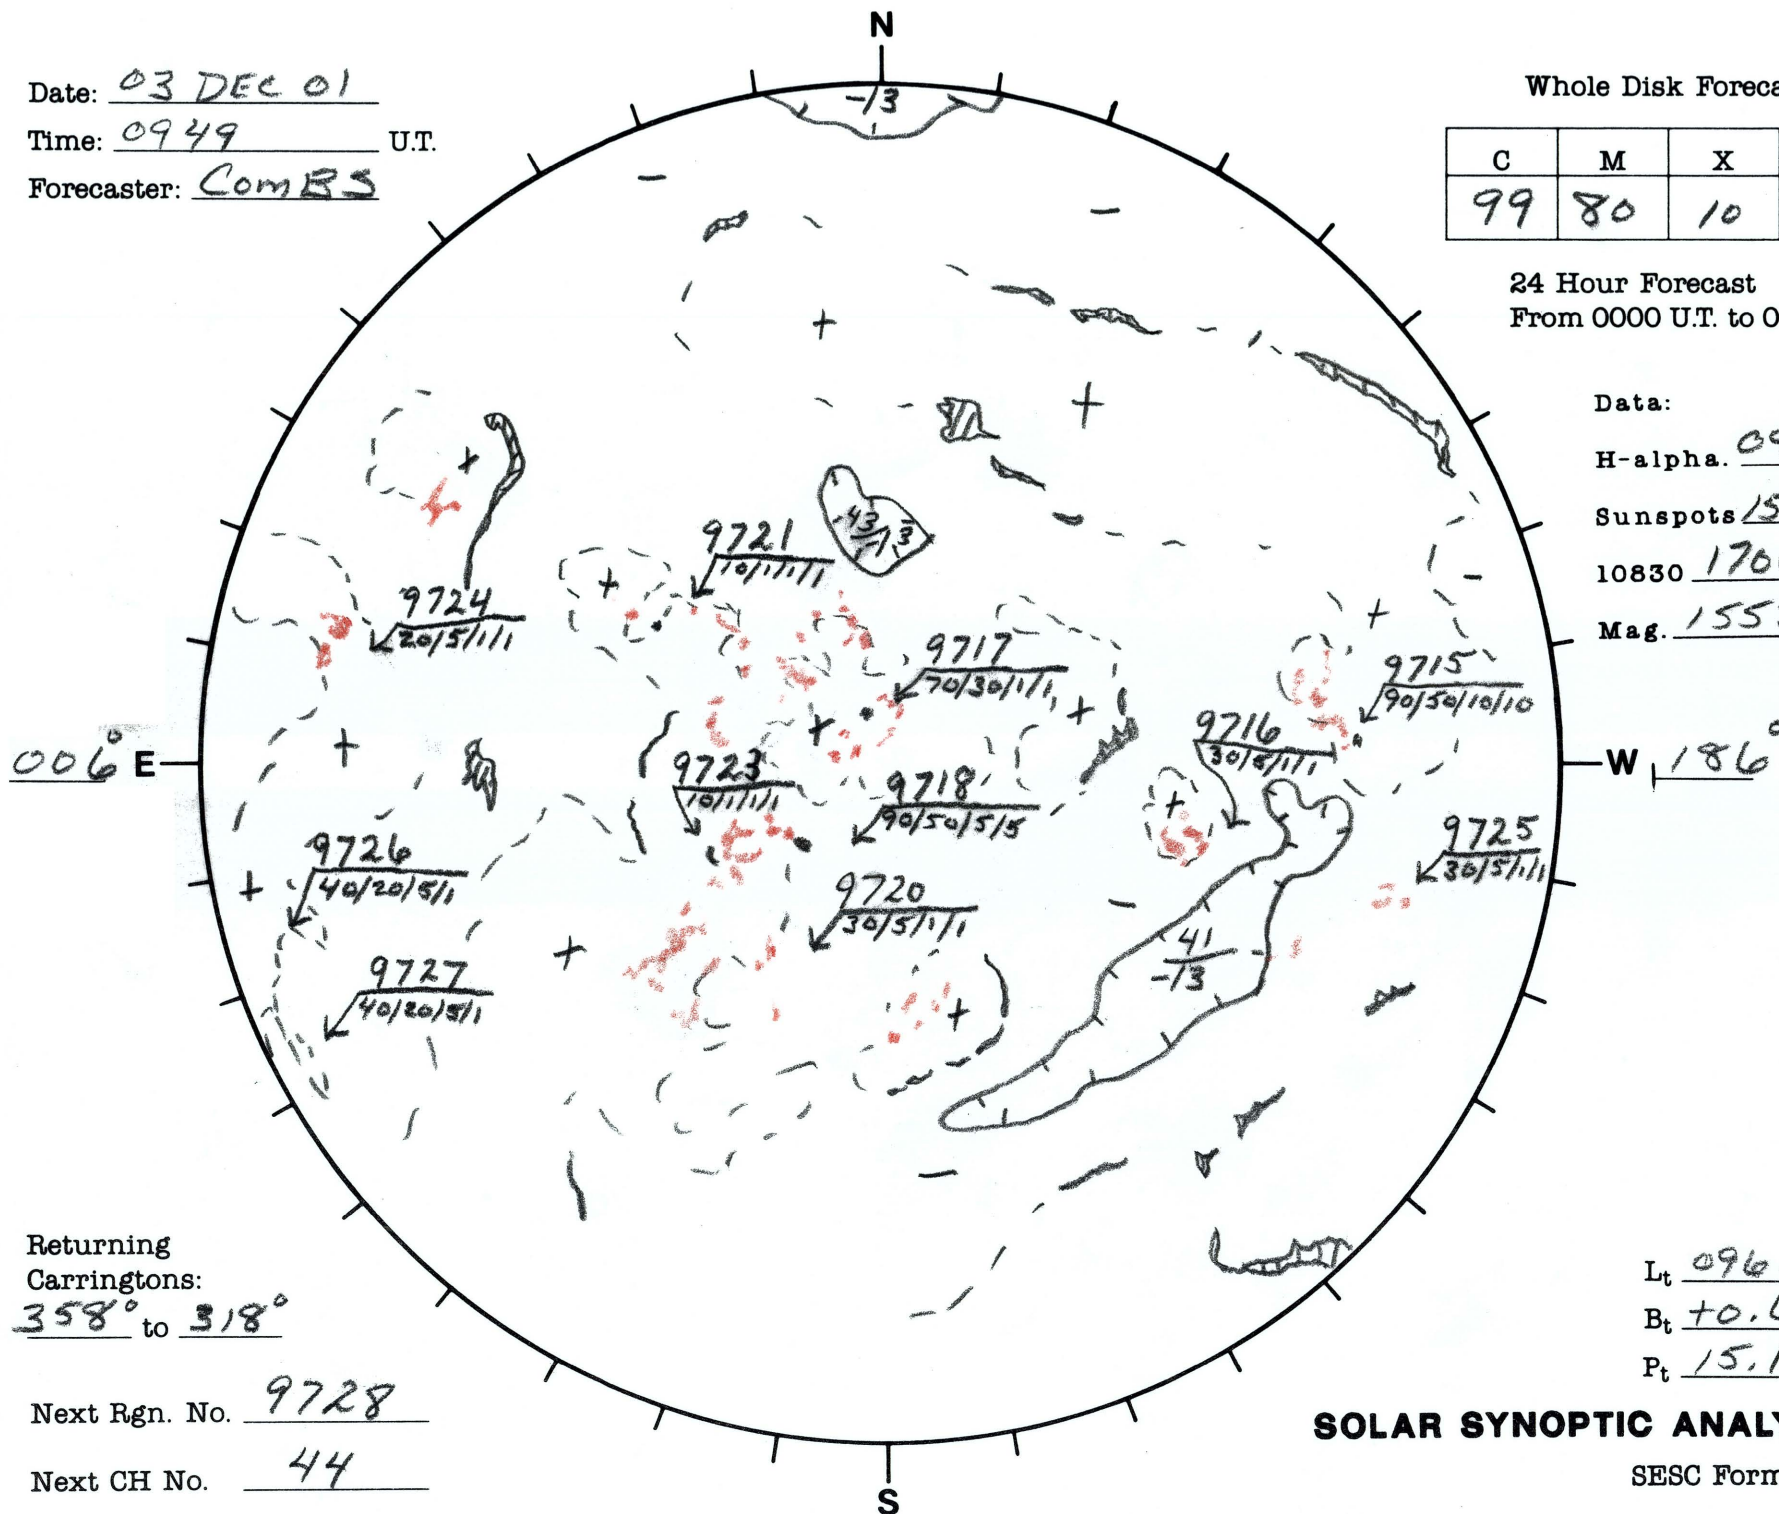 N
Date: 03 DEC 01
Time: 0949 U.T.
Forecaster: ComBS
Whole Disk Foreca
C M X
99 80 10
24 Hour Forecast
From 0000 U.T. to 0
Data:
H-alpha.
Sunspots 15
10830 170
Mag. 155
-/3
43
-/3
9721
10/1/1/1
9724
20/5/1/1
9717
70/30/1/1
9715
90/50/10/10
9716
30/5/1/1
006° E
W 186°
9723
10/1/1/1
9718
90/50/5/5
9725
30/5/1/1
9726
40/20/5/1
9720
30/5/1/1
41
-/3
9727
40/20/5/1
Returning
Carringtons:
358° to 318°
Next Rgn. No. 9728
Next CH No. 44
Lt 096
Bt +0.
Pt 15.1
SOLAR SYNOPTIC ANALY
SESC Form
S